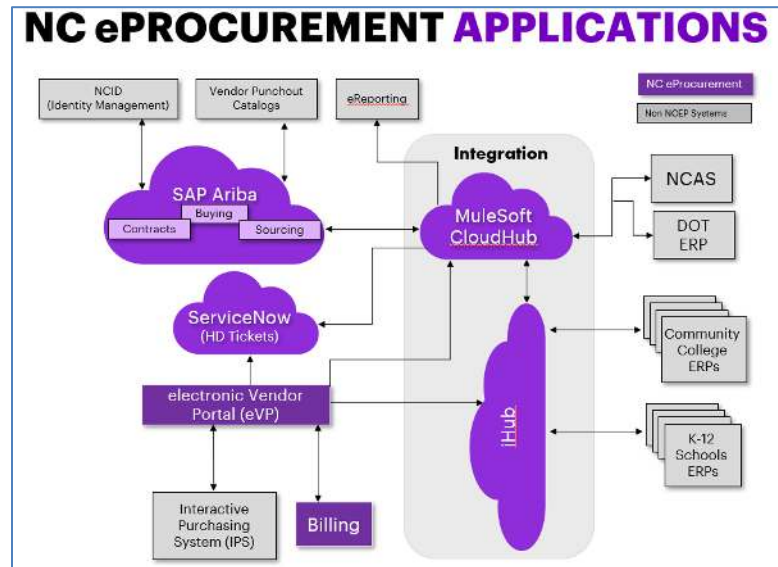 NC ePROCUREMENT APPLICATIONS
NCID
(Identity Management)
Vendor Punchout
Catalogs
eReporting
NC eProcurement
Non NCEP Systems
Integration
SAP Ariba
Buying
Contracts
Sourcing
MuleSoft
CloudHub
NCAS
DOT
ERP
ServiceNow
(HD Tickets)
Community
College
ERPs
electronic Vendor
Portal (eVP)
iHub
K-12
Schools
ERPs
Interactive
Purchasing
System (IPS)
Billing